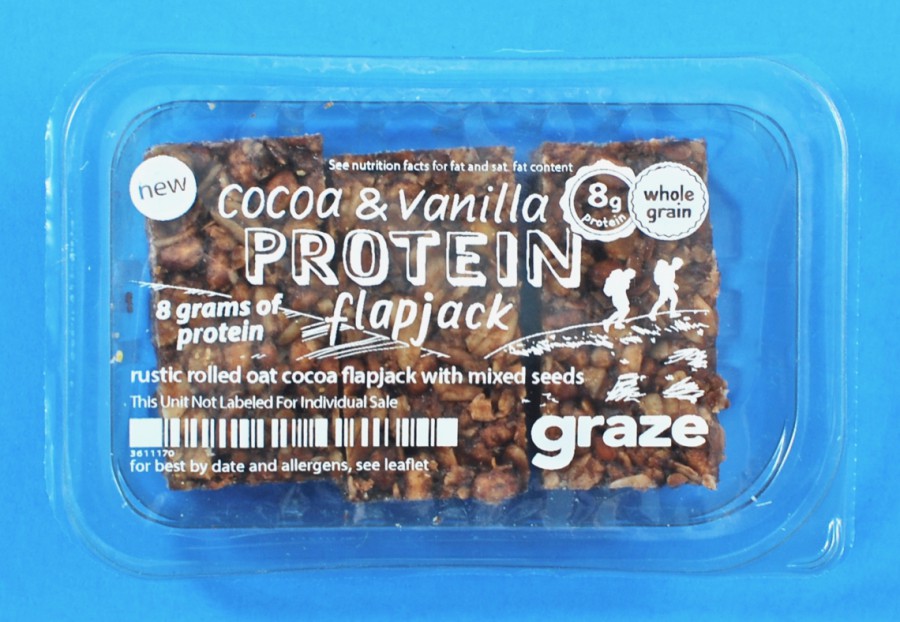 See nutrition facts for fat and sat. fat content
new
cocoa & vanilla
PROTEIN
flapjack
8g
protein
whole
grain
8 grams of
protein
rustic rolled oat cocoa flapjack with mixed seeds
This Unit Not Labeled For Individual Sale
3611170
for best by date and allergens, see leaflet
graze